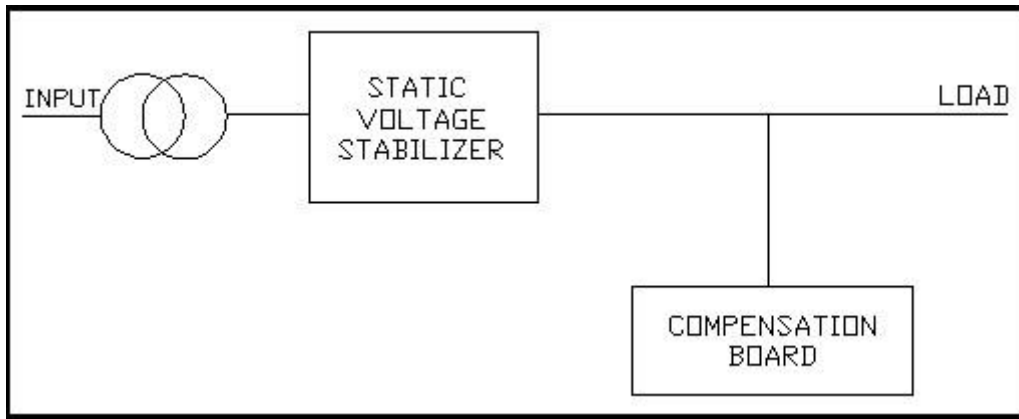 INPUT
STATIC
VOLTAGE
STABILIZER
LOAD
COMPENSATION
BOARD